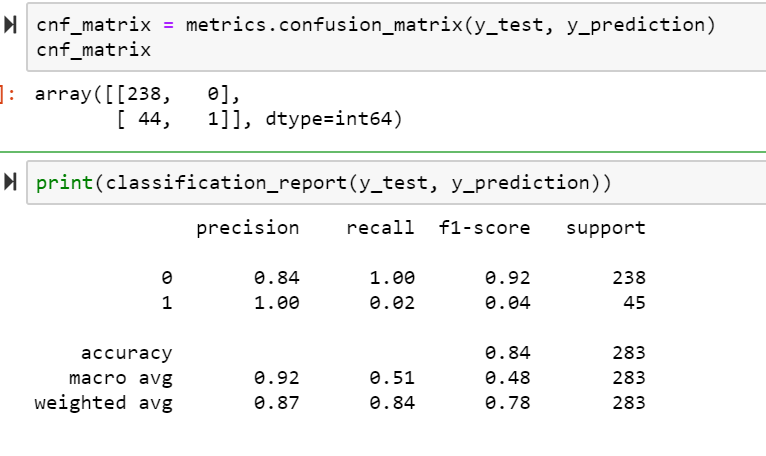 cnf_matrix = metrics.confusion_matrix(y_test, y_prediction)
cnf_matrix
]: array([[238,   0],
       [ 44,   1]], dtype=int64)
print(classification_report(y_test, y_prediction))
              precision    recall  f1-score   support
           0       0.84      1.00      0.92       238
           1       1.00      0.02      0.04        45
    accuracy                           0.84       283
   macro avg       0.92      0.51      0.48       283
weighted avg       0.87      0.84      0.78       283